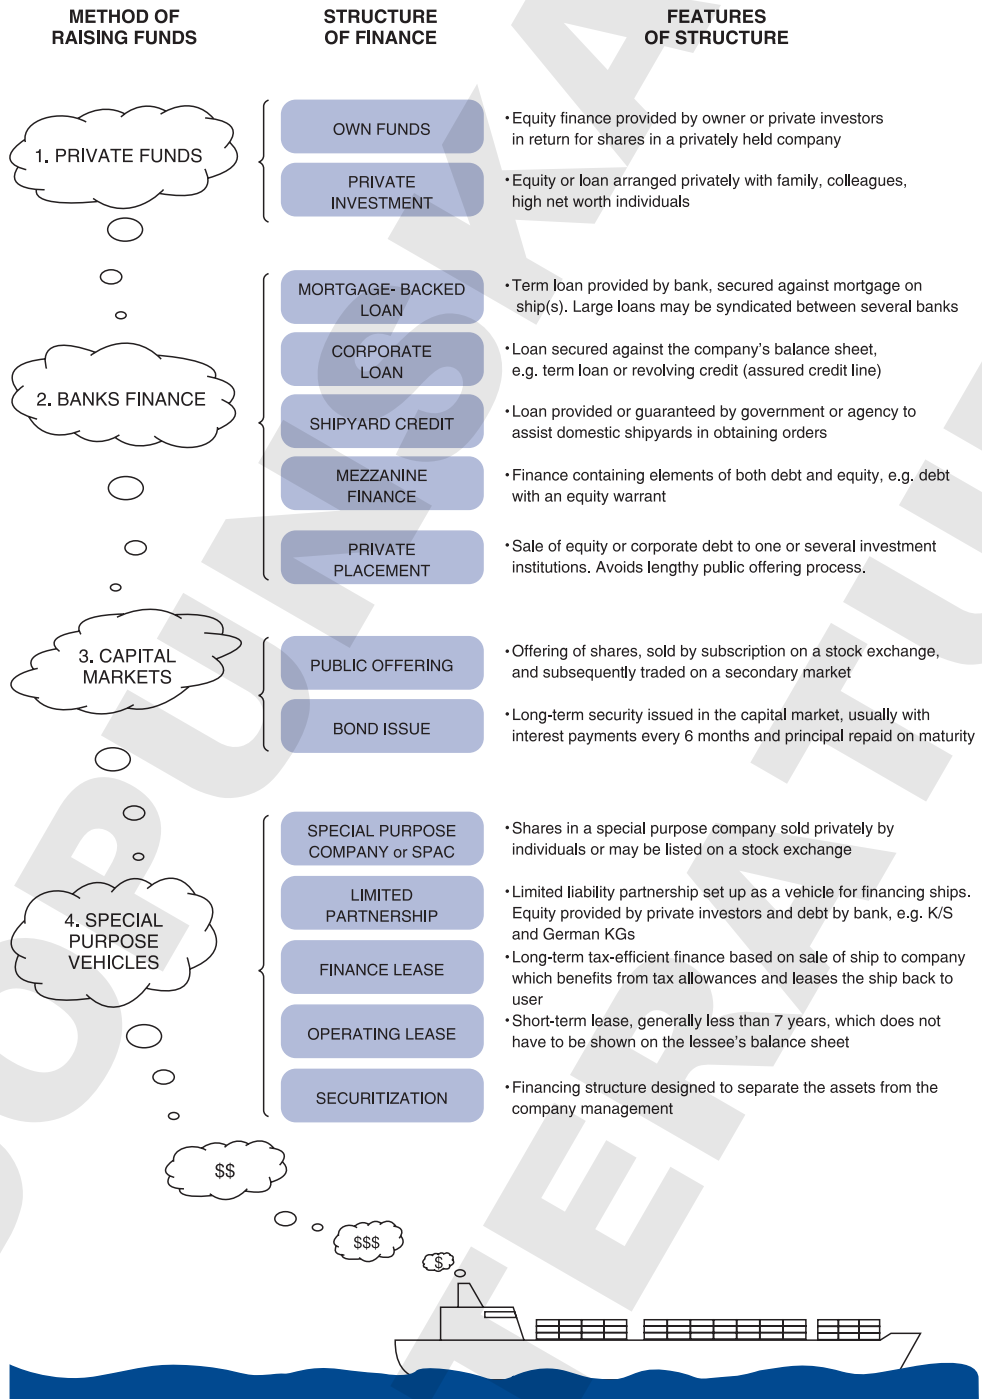 METHOD OF
RAISING FUNDS
STRUCTURE
OF FINANCE
FEATURES
OF STRUCTURE
1. PRIVATE FUNDS
OWN FUNDS
• Equity finance provided by owner or private investors
in return for shares in a privately held company
PRIVATE
INVESTMENT
• Equity or loan arranged privately with family, colleagues,
high net worth individuals
2. BANKS FINANCE
MORTGAGE- BACKED
LOAN
• Term loan provided by bank, secured against mortgage on
ship(s). Large loans may be syndicated between several banks
CORPORATE
LOAN
• Loan secured against the company's balance sheet,
e.g. term loan or revolving credit (assured credit line)
SHIPYARD CREDIT
• Loan provided or guaranteed by government or agency to
assist domestic shipyards in obtaining orders
MEZZANINE
FINANCE
• Finance containing elements of both debt and equity, e.g. debt
with an equity warrant
PRIVATE
PLACEMENT
• Sale of equity or corporate debt to one or several investment
institutions. Avoids lengthy public offering process.
3. CAPITAL
MARKETS
PUBLIC OFFERING
• Offering of shares, sold by subscription on a stock exchange,
and subsequently traded on a secondary market
BOND ISSUE
• Long-term security issued in the capital market, usually with
interest payments every 6 months and principal repaid on maturity
4. SPECIAL
PURPOSE
VEHICLES
SPECIAL PURPOSE
COMPANY or SPAC
• Shares in a special purpose company sold privately by
individuals or may be listed on a stock exchange
LIMITED
PARTNERSHIP
• Limited liability partnership set up as a vehicle for financing ships.
Equity provided by private investors and debt by bank, e.g. K/S
and German KGs
FINANCE LEASE
• Long-term tax-efficient finance based on sale of ship to company
which benefits from tax allowances and leases the ship back to
user
OPERATING LEASE
• Short-term lease, generally less than 7 years, which does not
have to be shown on the lessee's balance sheet
SECURITIZATION
• Financing structure designed to separate the assets from the
company management
$$
$$$
$